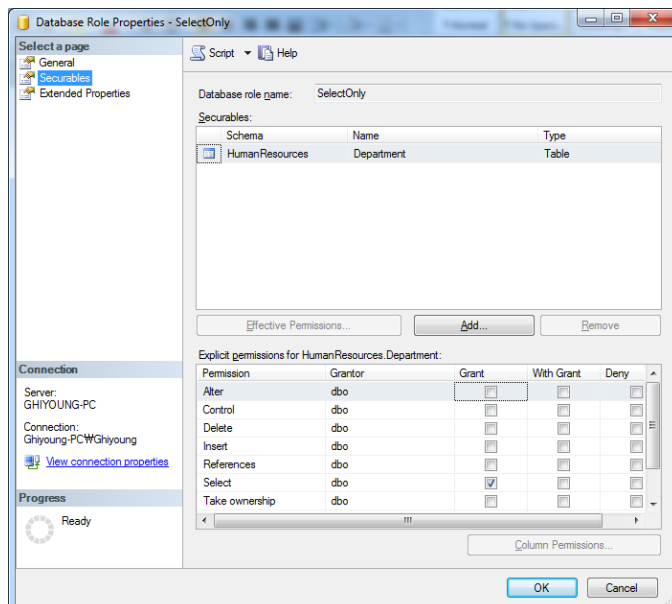 Database Role Properties - SelectOnly
Select a page
General
Securables
Extended Properties
Script
Help
Database role name: SelectOnly
Securables:
Schema Name Type
HumanResources Department Table
Effective Permissions...
Add...
Remove
Explicit permissions for HumanResources.Department:
Permission Grantor Grant With Grant Deny
Alter dbo
Control dbo
Delete dbo
Insert dbo
References dbo
Select dbo
Take ownership dbo
Column Permissions...
Connection
Server:
GHIYOUNG-PC
Connection:
Ghiyoung-PC₩Ghiyoung
View connection properties
Progress
Ready
OK
Cancel